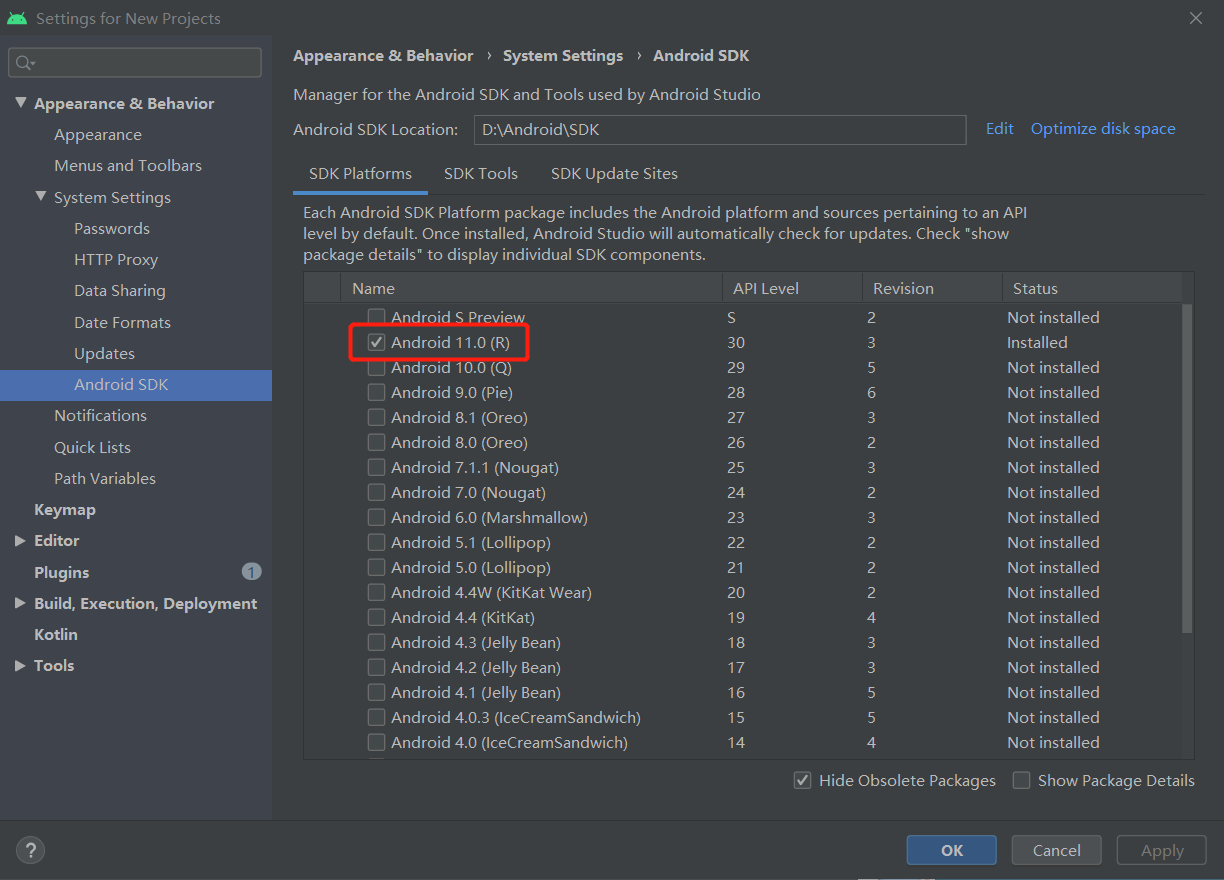 Settings for New Projects
Appearance & Behavior
Appearance
Menus and Toolbars
System Settings
Passwords
HTTP Proxy
Data Sharing
Date Formats
Updates
Android SDK
Notifications
Quick Lists
Path Variables
Keymap
Editor
Plugins 1
Build, Execution, Deployment
Kotlin
Tools
Appearance & Behavior › System Settings › Android SDK
Manager for the Android SDK and Tools used by Android Studio
Android SDK Location: D:\Android\SDK Edit Optimize disk space
SDK Platforms SDK Tools SDK Update Sites
Each Android SDK Platform package includes the Android platform and sources pertaining to an API
level by default. Once installed, Android Studio will automatically check for updates. Check "show
package details" to display individual SDK components.
Name API Level Revision Status
Android S Preview S 2 Not installed
Android 11.0 (R) 30 3 Installed
Android 10.0 (Q) 29 5 Not installed
Android 9.0 (Pie) 28 6 Not installed
Android 8.1 (Oreo) 27 3 Not installed
Android 8.0 (Oreo) 26 2 Not installed
Android 7.1.1 (Nougat) 25 3 Not installed
Android 7.0 (Nougat) 24 2 Not installed
Android 6.0 (Marshmallow) 23 3 Not installed
Android 5.1 (Lollipop) 22 2 Not installed
Android 5.0 (Lollipop) 21 2 Not installed
Android 4.4W (KitKat Wear) 20 2 Not installed
Android 4.4 (KitKat) 19 4 Not installed
Android 4.3 (Jelly Bean) 18 3 Not installed
Android 4.2 (Jelly Bean) 17 3 Not installed
Android 4.1 (Jelly Bean) 16 5 Not installed
Android 4.0.3 (IceCreamSandwich) 15 5 Not installed
Android 4.0 (IceCreamSandwich) 14 4 Not installed
Hide Obsolete Packages Show Package Details
? OK Cancel Apply